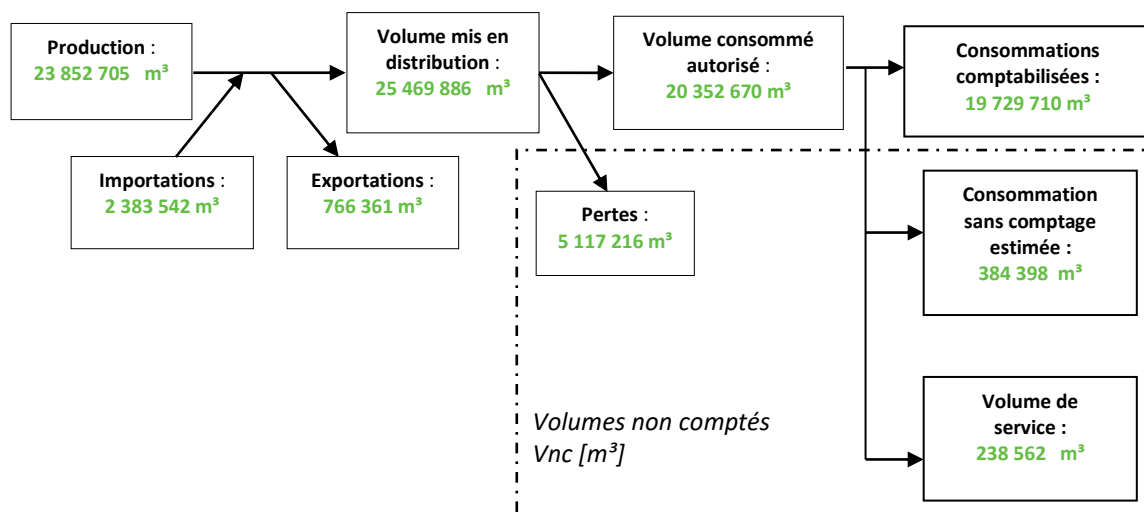 Production :
23 852 705 m³
Volume mis en
distribution :
25 469 886 m³
Volume consommé
autorisé :
20 352 670 m³
Consommations
comptabilisées :
19 729 710 m³
Importations :
2 383 542 m³
Exportations :
766 361 m³
Pertes :
5 117 216 m³
Consommation
sans comptage
estimée :
384 398 m³
Volumes non comptés
Vnc [m³]
Volume de
service :
238 562 m³